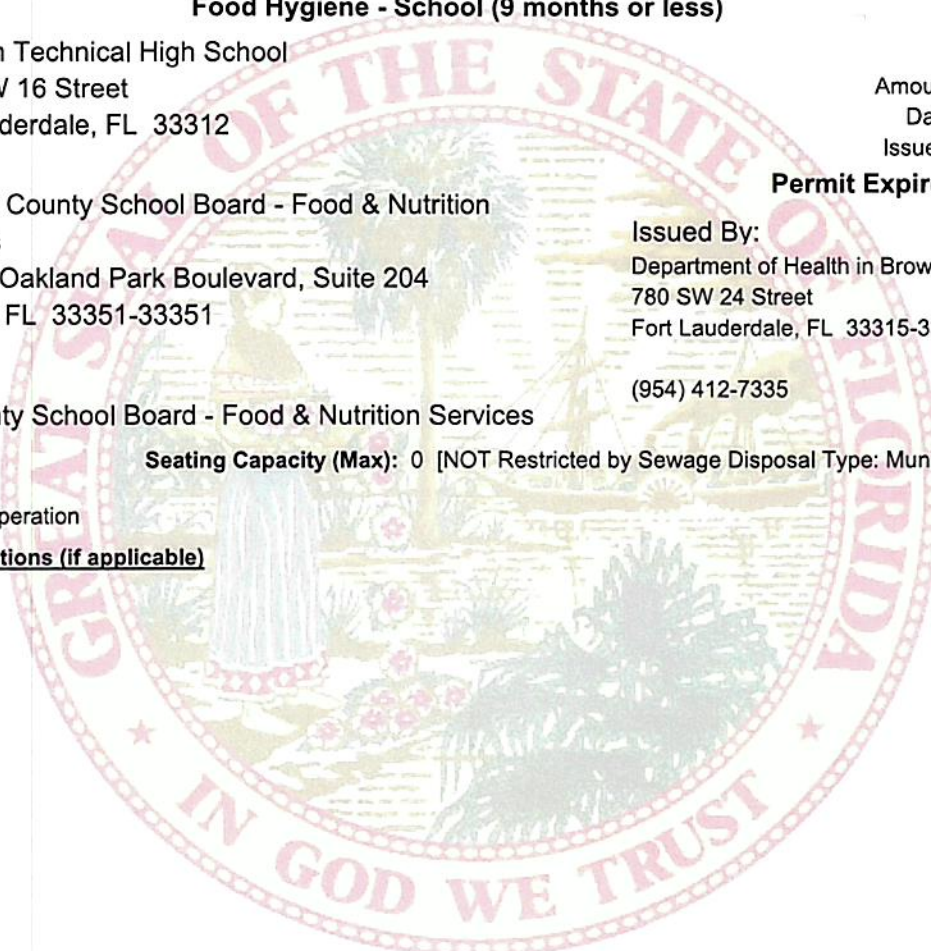 Food Hygiene - School (9 months or less)
Technical High School
16 Street
derdale, FL 33312
Amou
Da
Issue
Permit Expir
County School Board - Food & Nutrition
Oakland Park Boulevard, Suite 204
FL 33351-33351
Issued By:
Department of Health in Brow
780 SW 24 Street
Fort Lauderdale, FL 33315-3
(954) 412-7335
ty School Board - Food & Nutrition Services
Seating Capacity (Max): 0 [NOT Restricted by Sewage Disposal Type: Mun
peration
tions (if applicable)
GREAT SEAL OF THE STATE OF FLORIDA
IN GOD WE TRUST